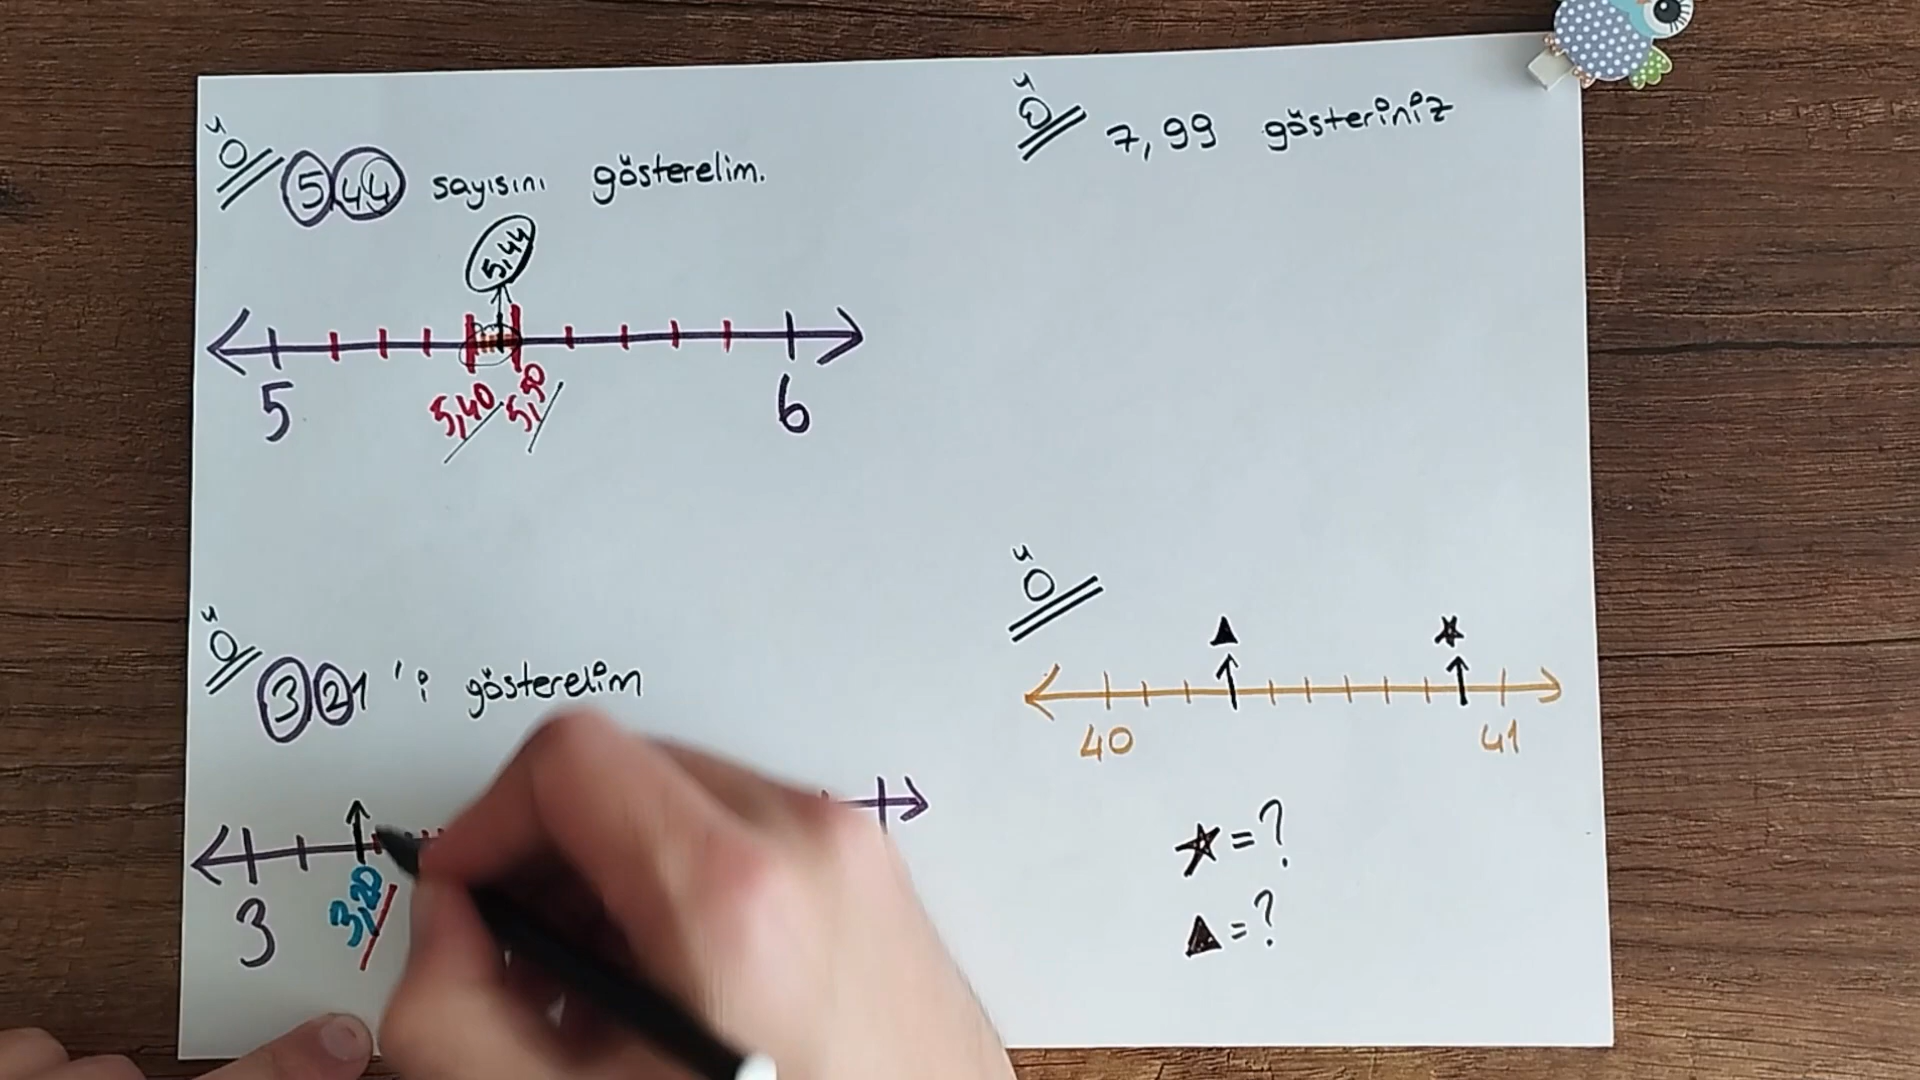 Ö 5,44 sayısını gösterelim.
5,44
5 5,40 5,50 6
Ö 3,21 'i gösterelim
3 3,20
Ö 7,99 gösteriniz
Ö
▲ ★
40 41
★=?
▲=?